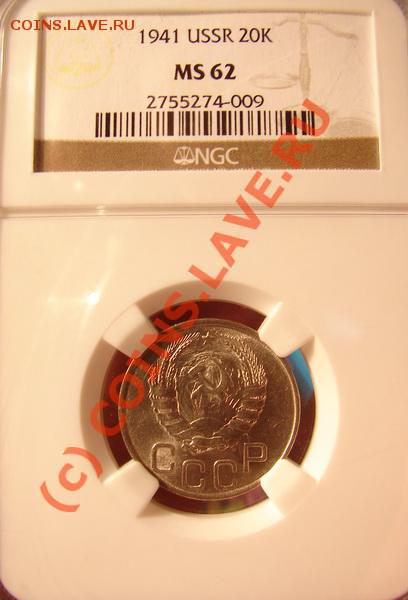 COINS.LAVE.RU
1941 USSR 20K
MS 62
2755274-009
NGC
(c) COINS.LAVE.RU
СССР